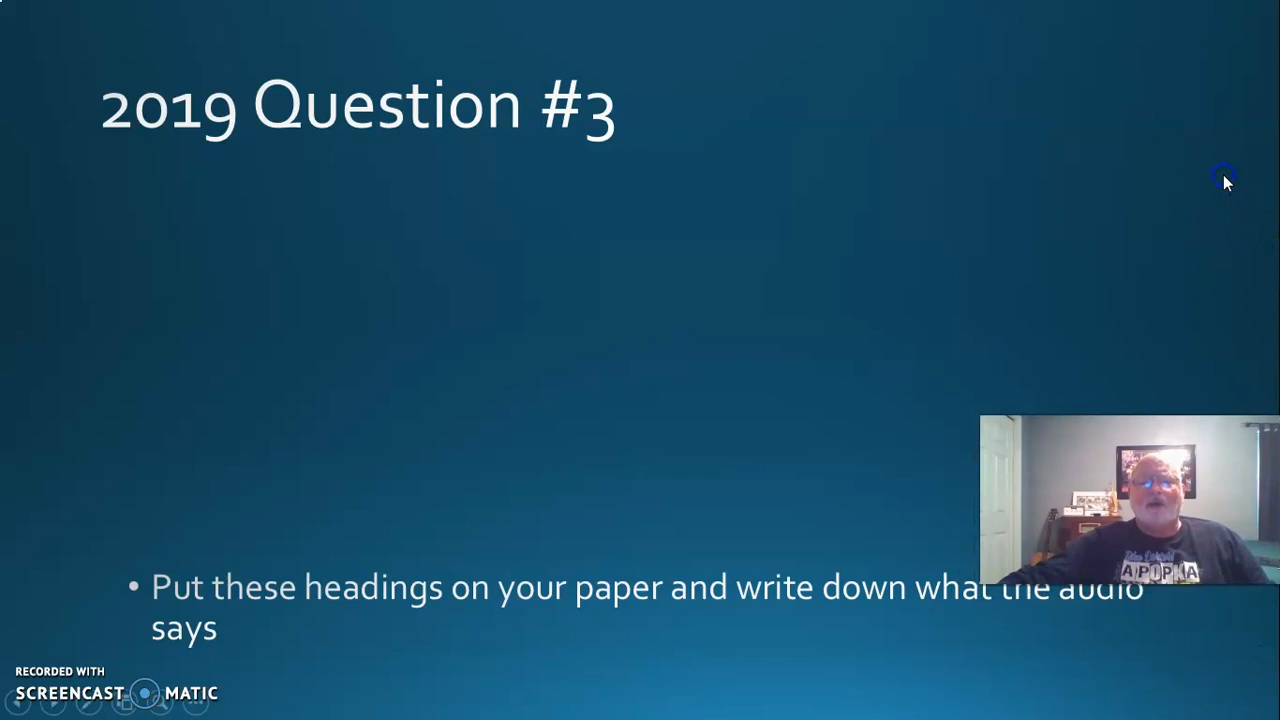 2019 Question #3
• Put these headings on your paper and write down what the audio
says
APOPKA
RECORDED WITH
SCREENCAST MATIC